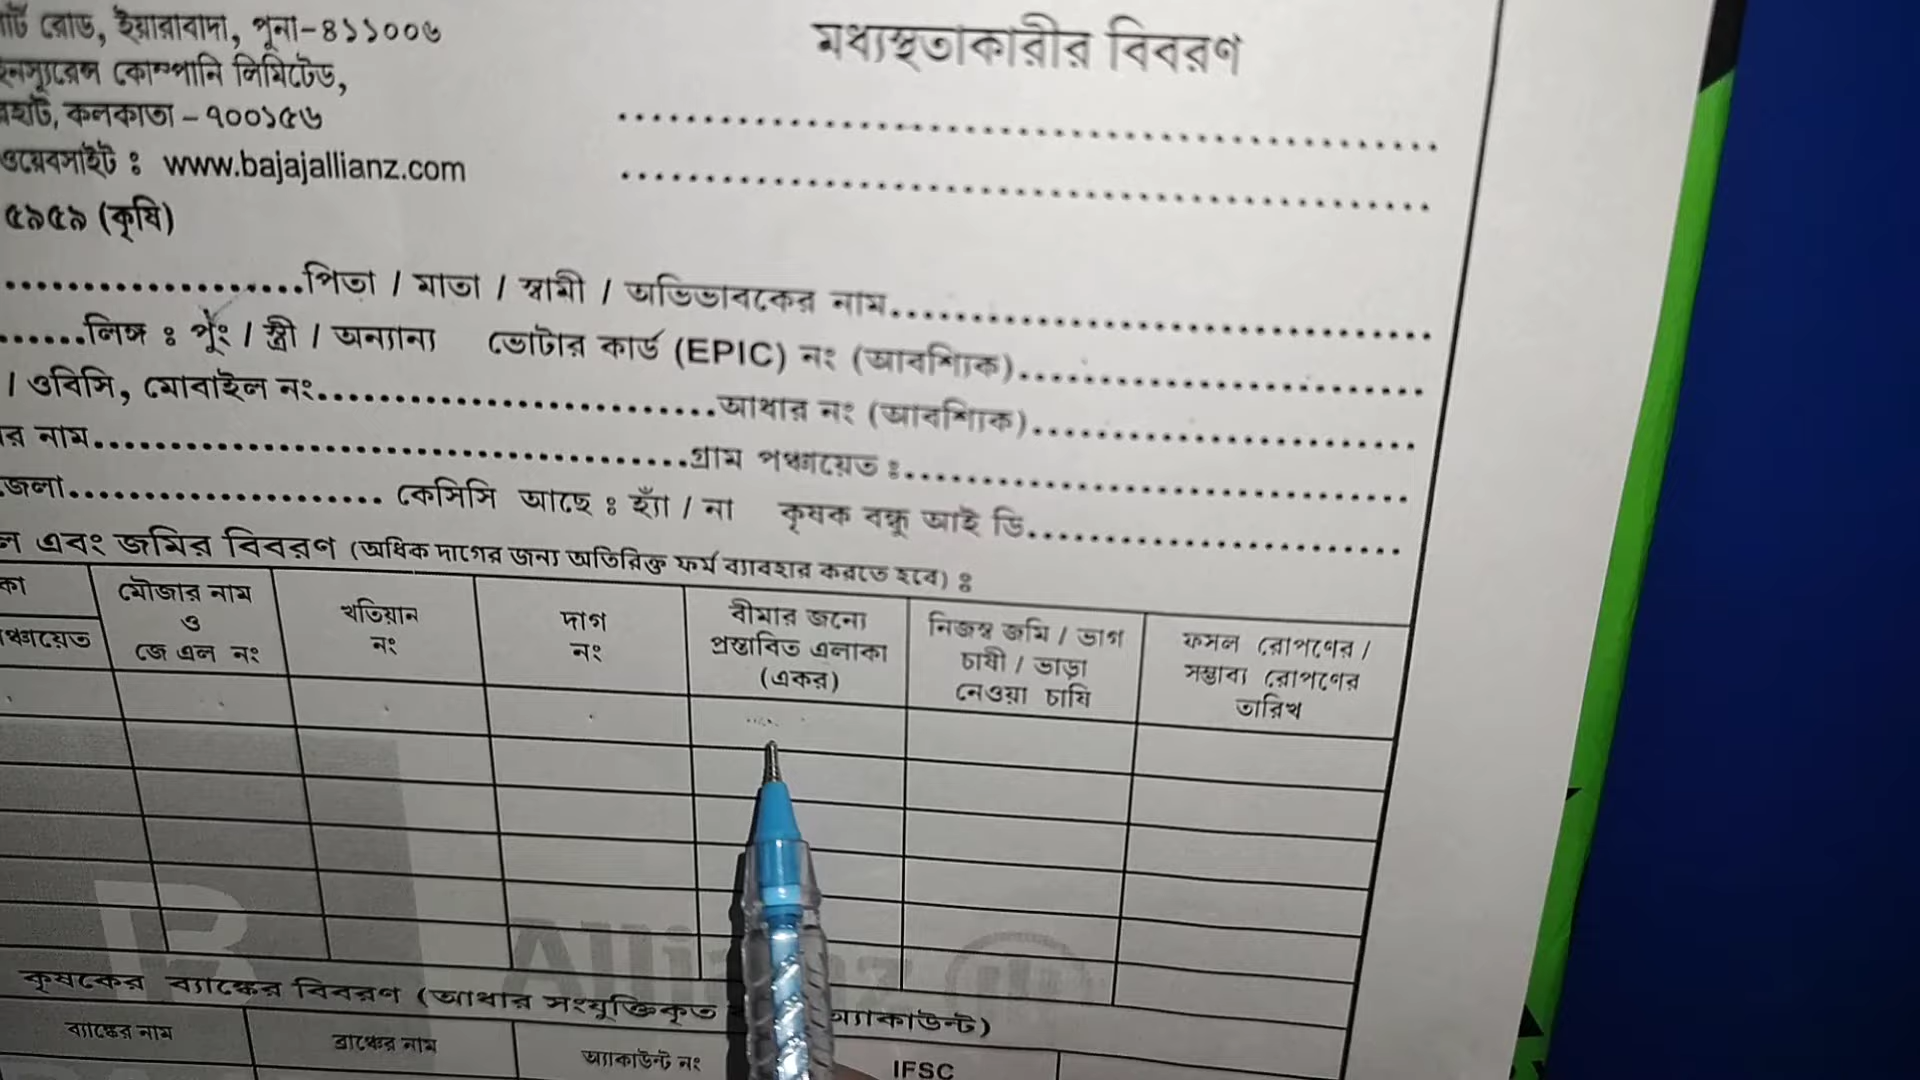 রোড, ইয়ারাবাদা, পুনা-৪১১০০৬
মধ্যস্থতাকারীর বিবরণ
ইনস্যুরেন্স কোম্পানি লিমিটেড,
কলকাতা – ৭০০১৫৬
ওয়েবসাইট ঃ www.bajajallianz.com
৫৯৫৯ (কৃষি)
পিতা / মাতা / স্বামী / অভিভাবকের নাম
লিঙ্গ ঃ পুং / স্ত্রী / অন্যান্য ভোটার কার্ড (EPIC) নং (আবশ্যিক)
/ ওবিসি, মোবাইল নং আধার নং (আবশ্যিক)
নাম গ্রাম পঞ্চায়েত ঃ
জেলা কেসিসি আছে ঃ হ্যাঁ / না কৃষক বন্ধু আই ডি
এবং জমির বিবরণ (অধিক দাগের জন্য অতিরিক্ত ফর্ম ব্যাবহার করতে হবে) ঃ
পঞ্চায়েত
মৌজার নাম
ও
জে এল নং
খতিয়ান
নং
দাগ
নং
বীমার জন্যে
প্রস্তাবিত এলাকা
(একর)
নিজস্ব জমি / ভাগ
চাষী / ভাড়া
নেওয়া চাষি
ফসল রোপণের /
সম্ভাব্য রোপণের
তারিখ
Allianz
কৃষকের ব্যাঙ্কের বিবরণ (আধার সংযুক্তিকৃত অ্যাকাউন্ট)
ব্যাঙ্কের নাম
ব্রাঞ্চের নাম
অ্যাকাউন্ট নং
IFSC